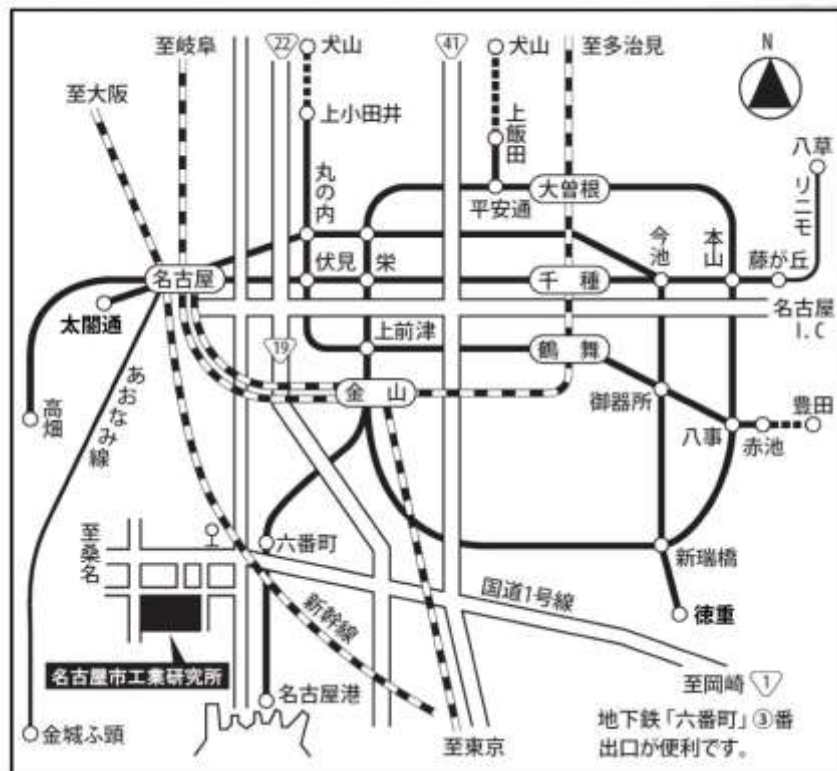 至岐阜
22
犬山
41
犬山
至多治見
N
至大阪
上小田井
上飯田
八草
リニモ
丸の内
平安通
大曽根
今池
本山
名古屋
伏見
栄
千種
藤が丘
太閤通
名古屋
I.C
上前津
鶴舞
19
金山
御器所
高畑
あおなみ線
八事
赤池
豊田
至桑名
六番町
新瑞橋
国道1号線
新幹線
徳重
名古屋市工業研究所
至岡崎
1
名古屋港
金城ふ頭
至東京
地下鉄「六番町」③番
出口が便利です。